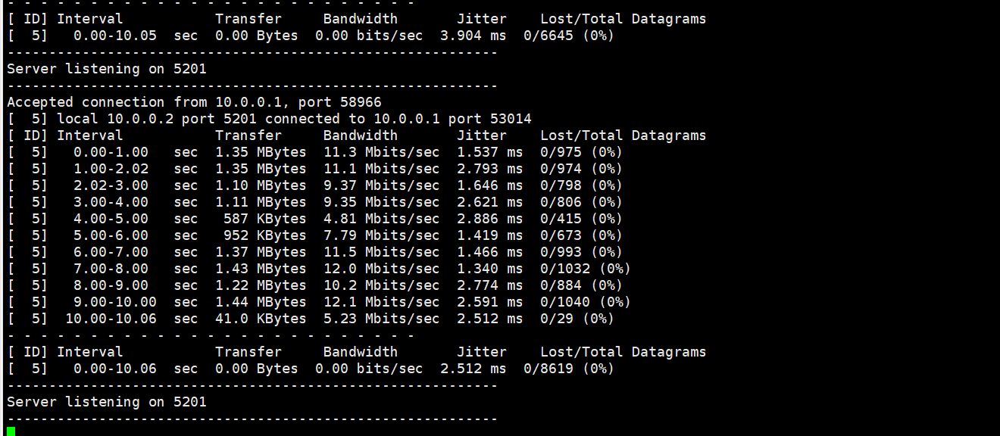 - - - - - - - - - - - - - - - - - - - - - - - - -
[ ID] Interval           Transfer     Bandwidth       Jitter    Lost/Total Datagrams
[  5]   0.00-10.05  sec  0.00 Bytes  0.00 bits/sec  3.904 ms  0/6645 (0%)
-----------------------------------------------------------
Server listening on 5201
-----------------------------------------------------------
Accepted connection from 10.0.0.1, port 58966
[  5] local 10.0.0.2 port 5201 connected to 10.0.0.1 port 53014
[ ID] Interval           Transfer     Bandwidth       Jitter    Lost/Total Datagrams
[  5]   0.00-1.00   sec  1.35 MBytes  11.3 Mbits/sec  1.537 ms  0/975 (0%)
[  5]   1.00-2.02   sec  1.35 MBytes  11.1 Mbits/sec  2.793 ms  0/974 (0%)
[  5]   2.02-3.00   sec  1.10 MBytes  9.37 Mbits/sec  1.646 ms  0/798 (0%)
[  5]   3.00-4.00   sec  1.11 MBytes  9.35 Mbits/sec  2.621 ms  0/806 (0%)
[  5]   4.00-5.00   sec   587 KBytes  4.81 Mbits/sec  2.886 ms  0/415 (0%)
[  5]   5.00-6.00   sec   952 KBytes  7.79 Mbits/sec  1.419 ms  0/673 (0%)
[  5]   6.00-7.00   sec  1.37 MBytes  11.5 Mbits/sec  1.466 ms  0/993 (0%)
[  5]   7.00-8.00   sec  1.43 MBytes  12.0 Mbits/sec  1.340 ms  0/1032 (0%)
[  5]   8.00-9.00   sec  1.22 MBytes  10.2 Mbits/sec  2.774 ms  0/884 (0%)
[  5]   9.00-10.00  sec  1.44 MBytes  12.1 Mbits/sec  2.591 ms  0/1040 (0%)
[  5]  10.00-10.06  sec  41.0 KBytes  5.23 Mbits/sec  2.512 ms  0/29 (0%)
- - - - - - - - - - - - - - - - - - - - - - - - -
[ ID] Interval           Transfer     Bandwidth       Jitter    Lost/Total Datagrams
[  5]   0.00-10.06  sec  0.00 Bytes  0.00 bits/sec  2.512 ms  0/8619 (0%)
-----------------------------------------------------------
Server listening on 5201
-----------------------------------------------------------